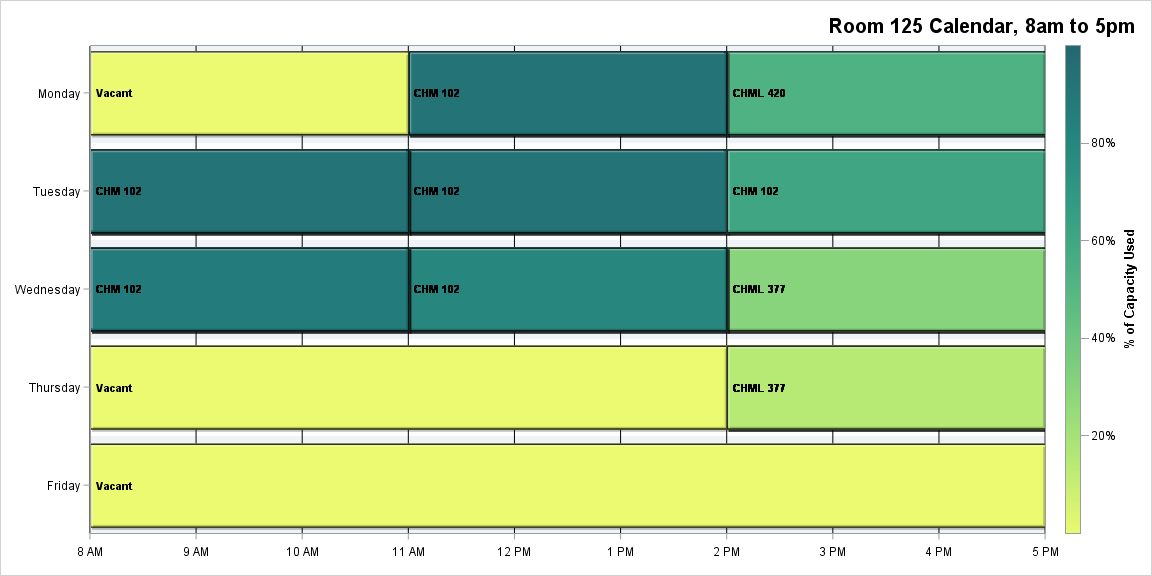 Room 125 Calendar, 8am to 5pm
Monday
Vacant
CHM 102
CHML 420
Tuesday
CHM 102
CHM 102
CHM 102
Wednesday
CHM 102
CHM 102
CHML 377
Thursday
Vacant
CHML 377
Friday
Vacant
8 AM
9 AM
10 AM
11 AM
12 PM
1 PM
2 PM
3 PM
4 PM
5 PM
80%
60%
40%
20%
% of Capacity Used